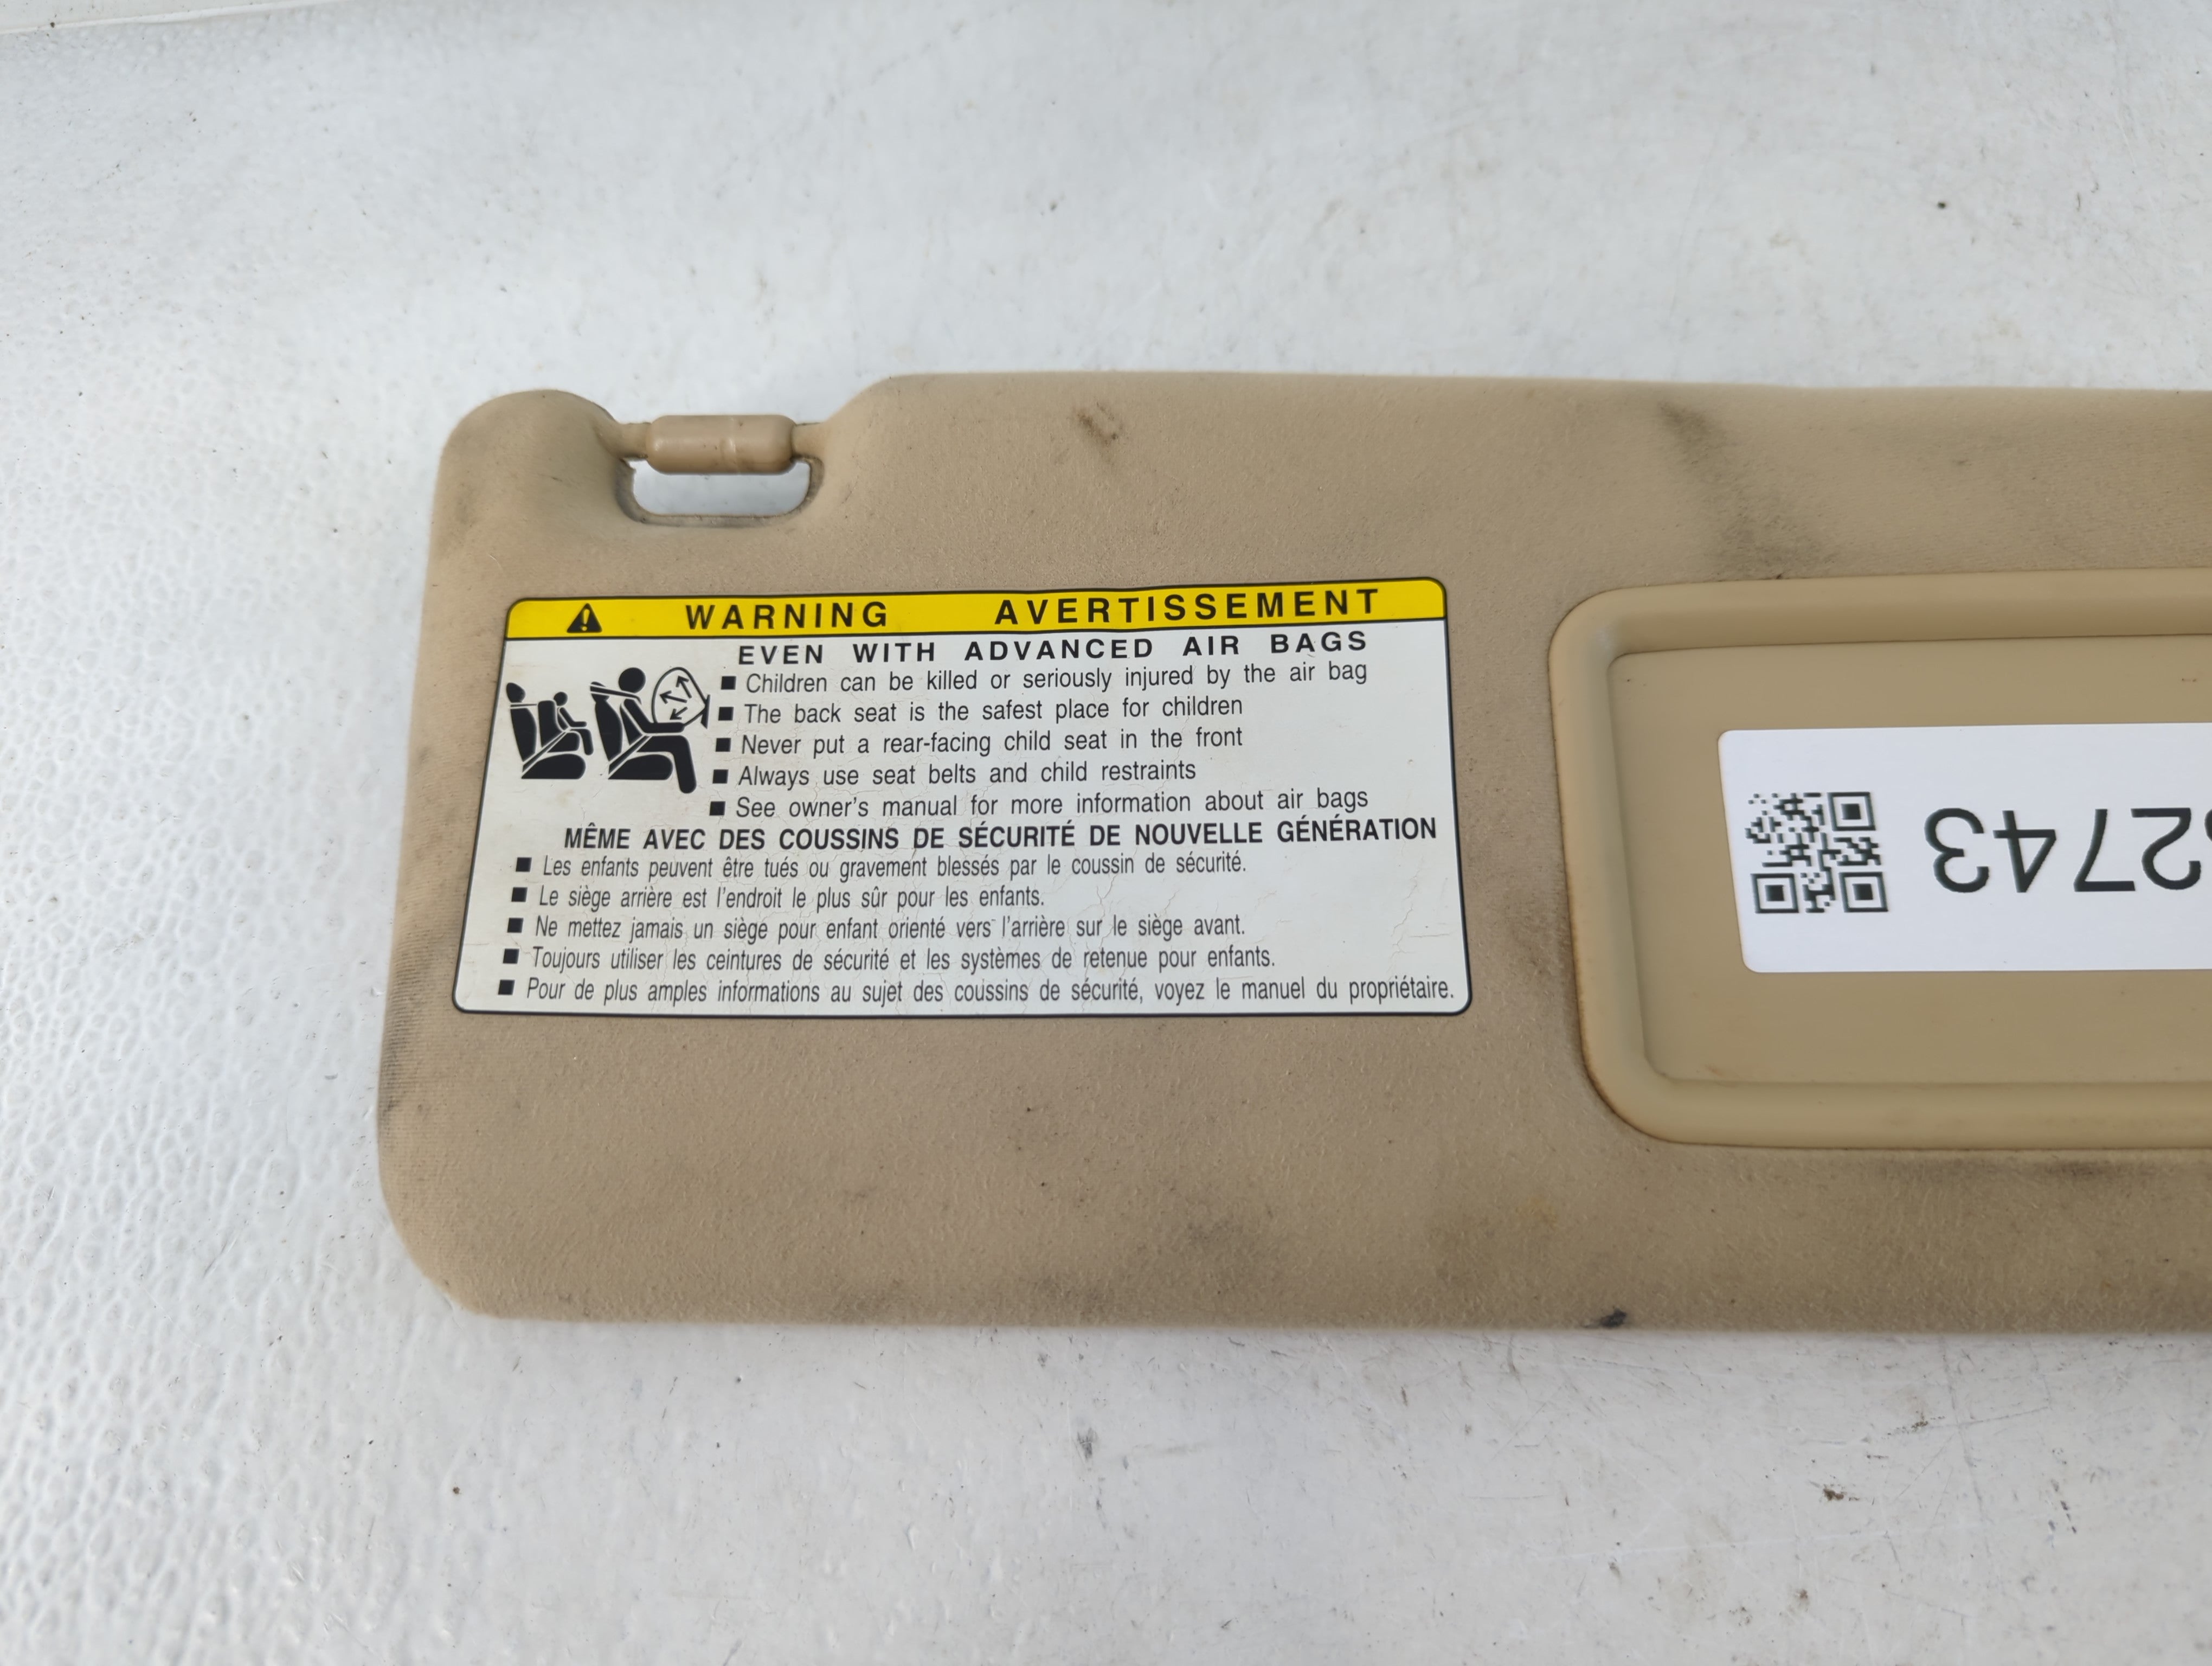 WARNING AVERTISSEMENT
EVEN WITH ADVANCED AIR BAGS
■ Children can be killed or seriously injured by the air bag
■ The back seat is the safest place for children
■ Never put a rear-facing child seat in the front
■ Always use seat belts and child restraints
■ See owner's manual for more information about air bags
MÊME AVEC DES COUSSINS DE SÉCURITÉ DE NOUVELLE GÉNÉRATION
■ Les enfants peuvent être tués ou gravement blessés par le coussin de sécurité.
■ Le siège arrière est l'endroit le plus sûr pour les enfants.
■ Ne mettez jamais un siège pour enfant orienté vers l'arrière sur le siège avant.
■ Toujours utiliser les ceintures de sécurité et les systèmes de retenue pour enfants.
■ Pour de plus amples informations au sujet des coussins de sécurité, voyez le manuel du propriétaire.
2743